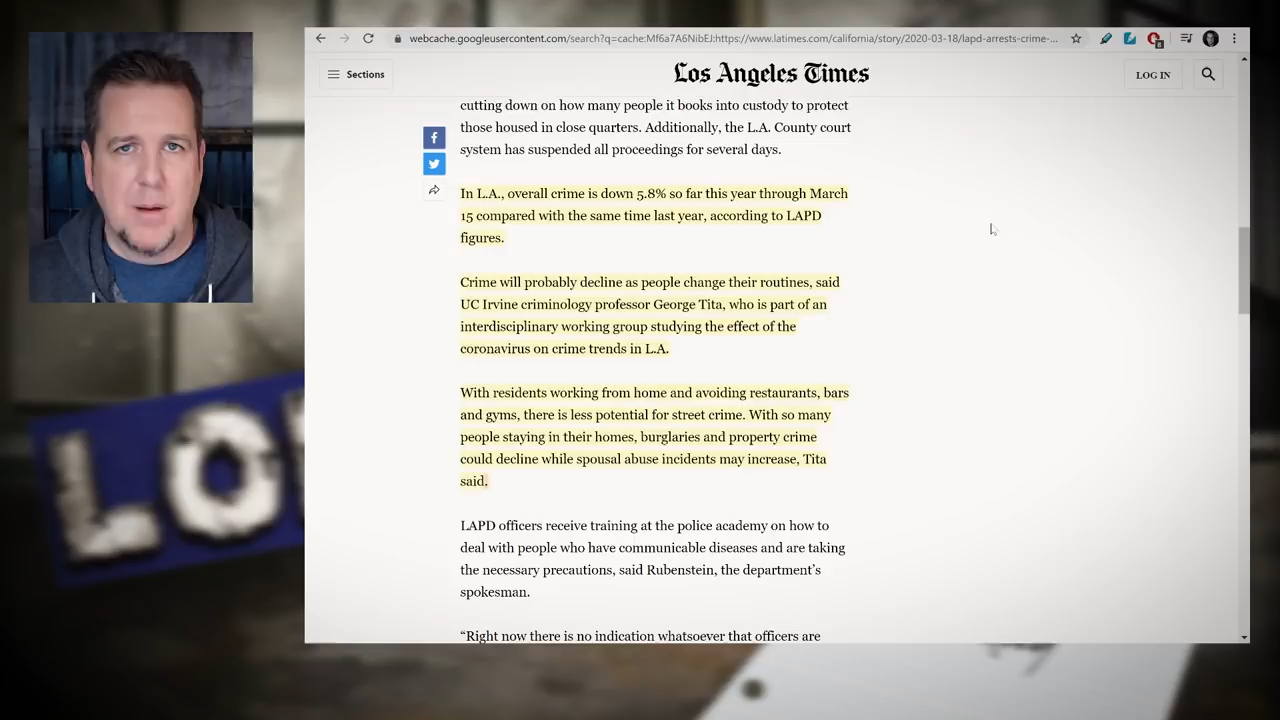 webcache.googleusercontent.com/search?q=cache:Mf6a7A6NibEJ:https://www.latimes.com/california/story/2020-03-18/lapd-arrests-crime-...
Sections
Los Angeles Times
LOG IN
cutting down on how many people it books into custody to protect
those housed in close quarters. Additionally, the L.A. County court
system has suspended all proceedings for several days.
In L.A., overall crime is down 5.8% so far this year through March
15 compared with the same time last year, according to LAPD
figures.
Crime will probably decline as people change their routines, said
UC Irvine criminology professor George Tita, who is part of an
interdisciplinary working group studying the effect of the
coronavirus on crime trends in L.A.
With residents working from home and avoiding restaurants, bars
and gyms, there is less potential for street crime. With so many
people staying in their homes, burglaries and property crime
could decline while spousal abuse incidents may increase, Tita
said.
LAPD officers receive training at the police academy on how to
deal with people who have communicable diseases and are taking
the necessary precautions, said Rubenstein, the department’s
spokesman.
“Right now there is no indication whatsoever that officers are
LO